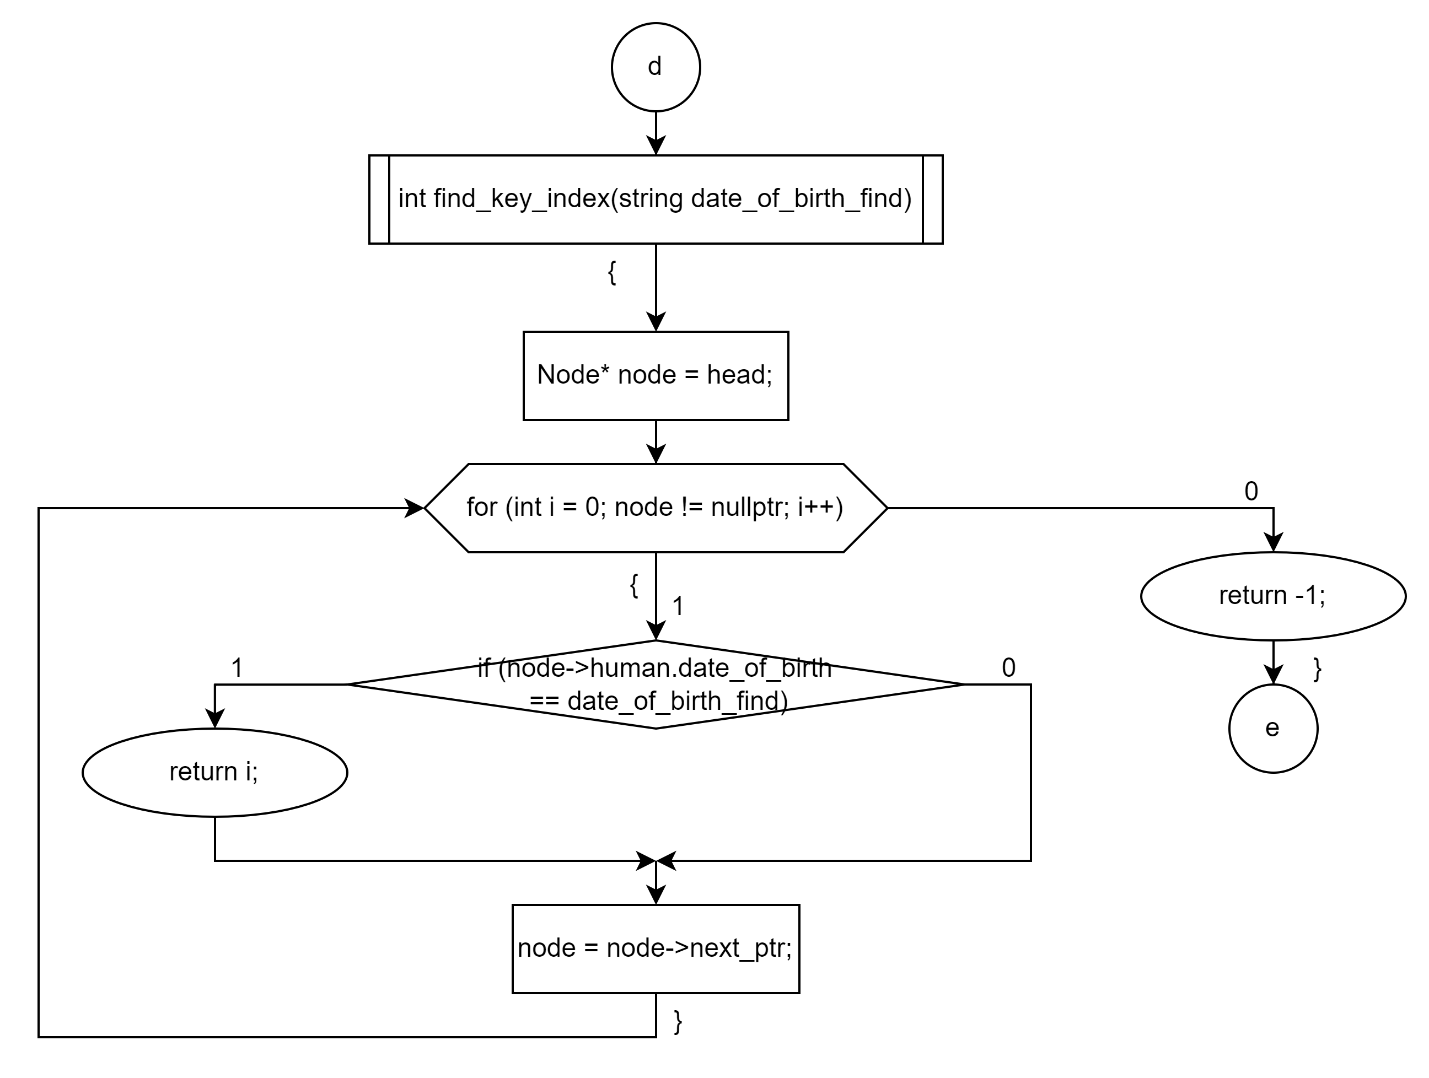 d
int find_key_index(string date_of_birth_find)
{
Node* node = head;
for (int i = 0; node != nullptr; i++)
0
{
1
return -1;
1
if (node->human.date_of_birth
== date_of_birth_find)
0
}
e
return i;
node = node->next_ptr;
}